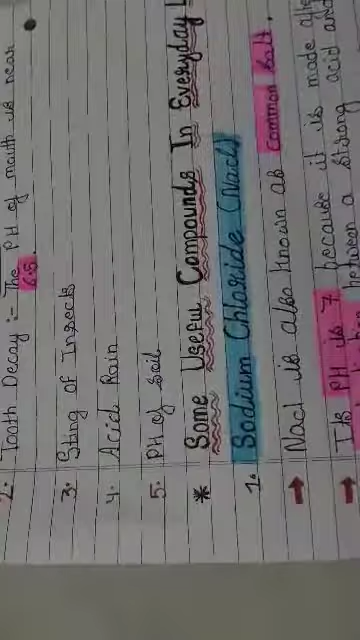 2. Tooth Decay :- The PH of mouth is near
6.5.
3. Stang of Insects
4. Acid Rain
5. PH of Soil
* Some Useful Compounds In Everyday
1. Sodium Chloride (Nacl)
→ Nacl is also known as common salt.
→ Its PH is 7 because it is made
between a strong acid and